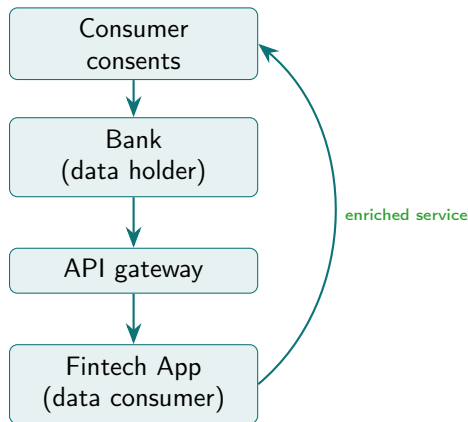 Consumer
consents
Bank
(data holder)
enriched service
API gateway
Fintech App
(data consumer)